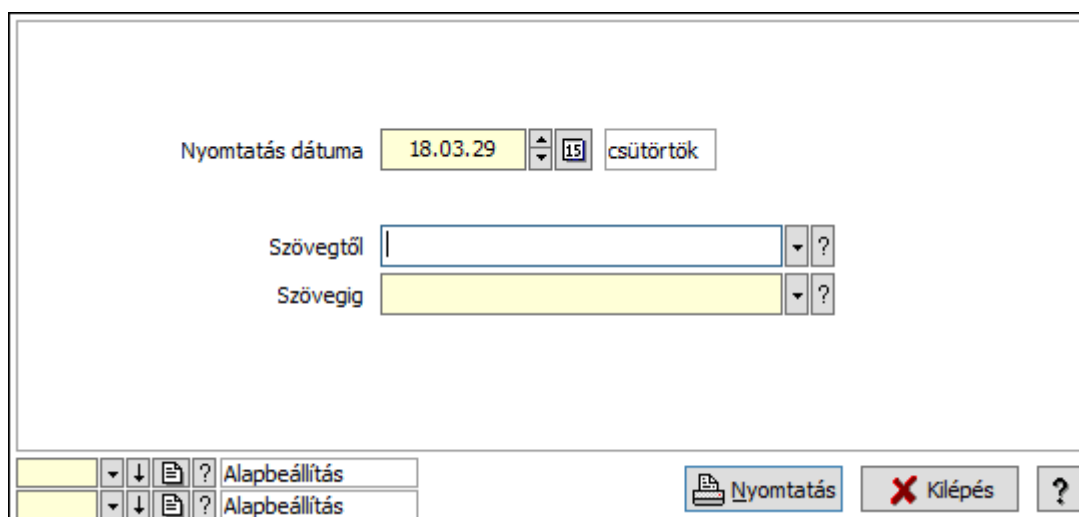 Nyomtatás dátuma 18.03.29 15 csütörtök
Szövegtől ?
Szövegig ?
? Alapbeállítás
? Alapbeállítás
Nyomtatás Kilépés ?